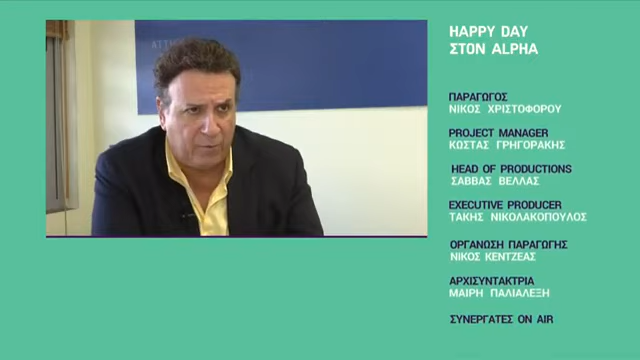 HAPPY DAY
ΣΤΟΝ ALPHA
ΠΑΡΑΓΩΓΟΣ
ΝΙΚΟΣ ΧΡΙΣΤΟΦΟΡΟΥ
PROJECT MANAGER
ΚΩΣΤΑΣ ΓΡΗΓΟΡΑΚΗΣ
HEAD OF PRODUCTIONS
ΣΑΒΒΑΣ ΒΕΛΛΑΣ
EXECUTIVE PRODUCER
ΤΑΚΗΣ ΝΙΚΟΛΑΚΟΠΟΥΛΟΣ
ΟΡΓΑΝΩΣΗ ΠΑΡΑΓΩΓΗΣ
ΝΙΚΟΣ ΚΕΝΤΖΕΑΣ
ΑΡΧΙΣΥΝΤΑΚΤΡΙΑ
ΜΑΙΡΗ ΠΑΛΙΑΛΕΞΗ
ΣΥΝΕΡΓΑΤΕΣ ON AIR